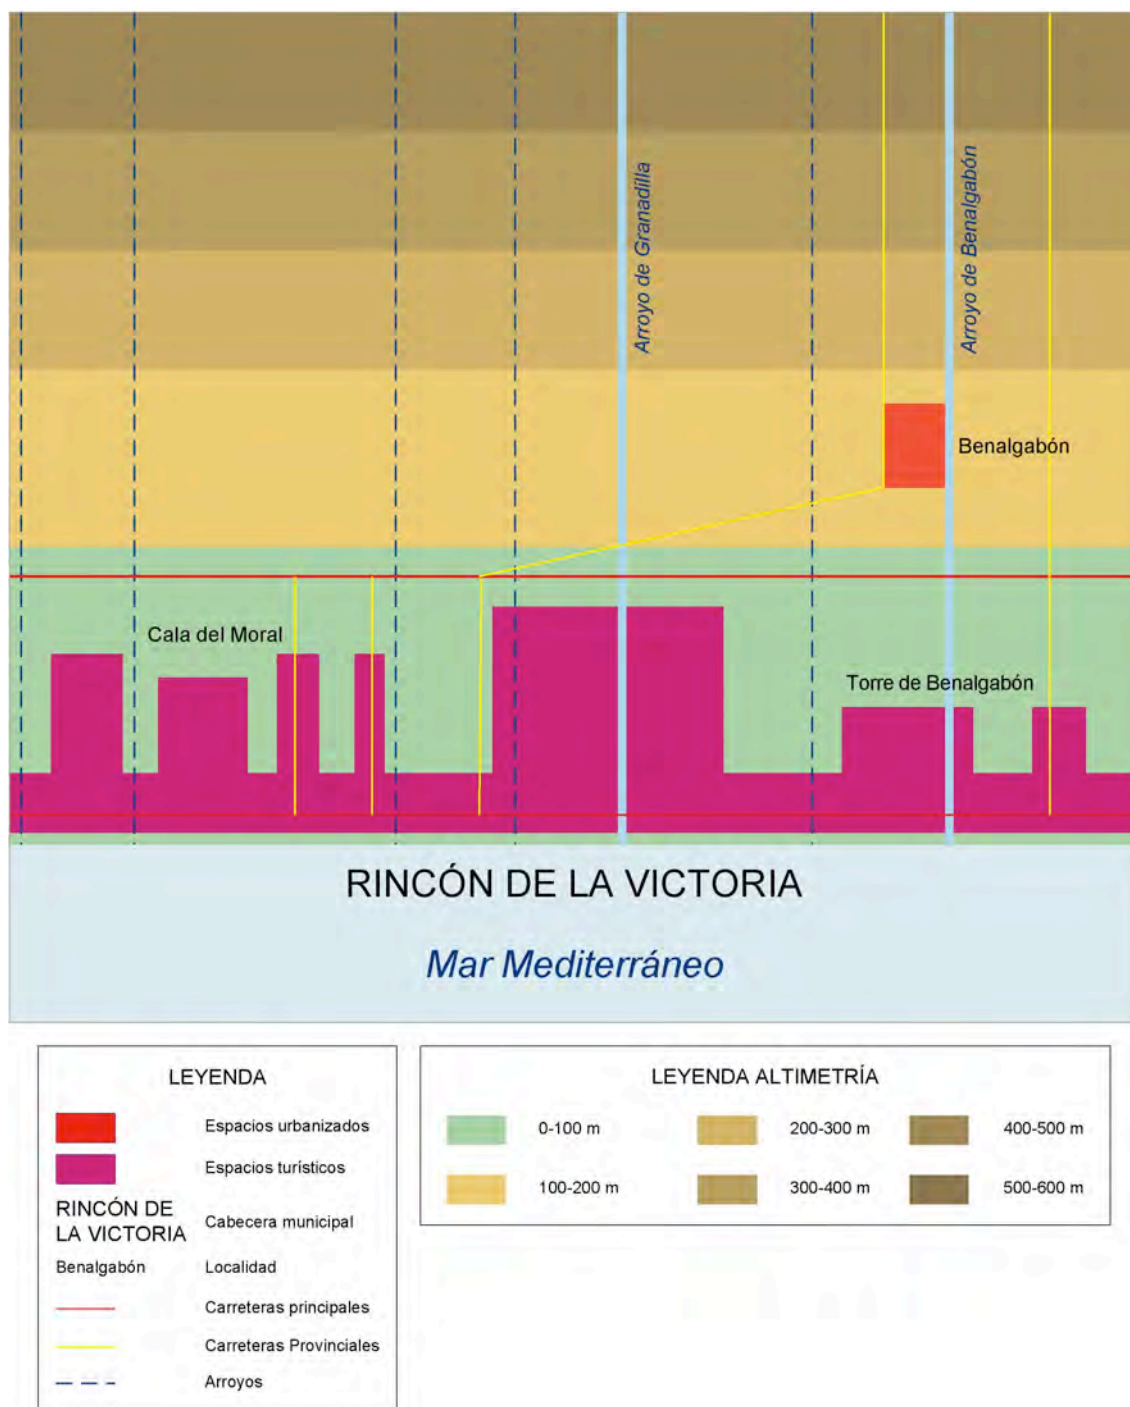 Arroyo de Granadilla
Arroyo de Benalgabón
Benalgabón
Cala del Moral
Torre de Benalgabón
RINCÓN DE LA VICTORIA
Mar Mediterráneo
LEYENDA
Espacios urbanizados
Espacios turísticos
RINCÓN DE
LA VICTORIA
Cabecera municipal
Benalgabón
Localidad
Carreteras principales
Carreteras Provinciales
Arroyos
LEYENDA ALTIMETRÍA
0-100 m
200-300 m
400-500 m
100-200 m
300-400 m
500-600 m